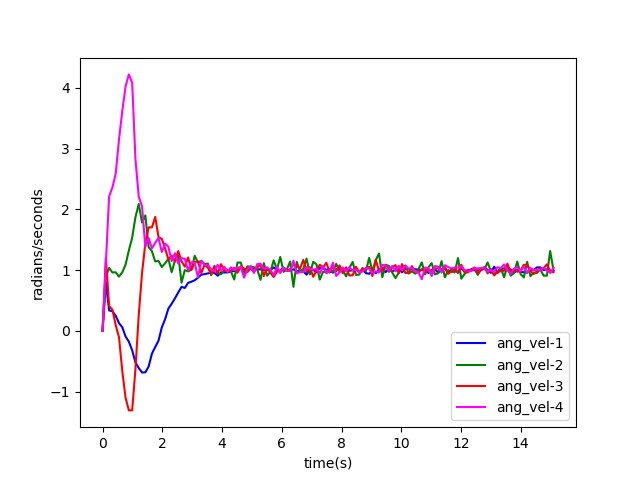 4
3
2
1
0
−1
radians/seconds
0 2 4 6 8 10 12 14
time(s)
ang_vel-1
ang_vel-2
ang_vel-3
ang_vel-4